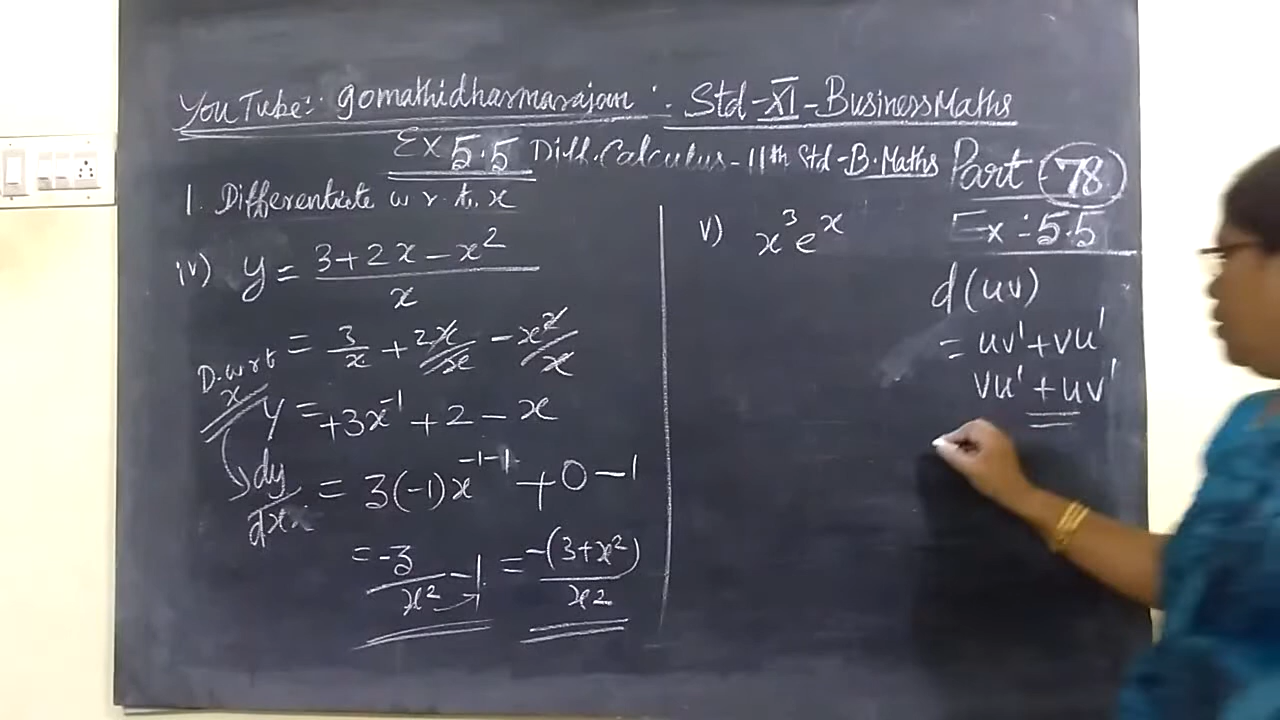 YouTube:- gomathidharmarajan :- Std-XI-BusinessMaths
Ex 5.5 Diff.Calculus-11th Std-B.Maths Part 78
1. Differentiate w.r.to x
iv) y = 3+2x-x²/x
= 3/x + 2x/x - x²/x
D.w.r.t x
y = +3x⁻¹ + 2 - x
dy/dx = 3(-1)x⁻¹⁻¹ + 0 - 1
= -3/x² - 1 = -(3+x²)/x²
v) x³eˣ
Ex:-5.5
d(uv)
= uv' + vu'
vu' + uv'